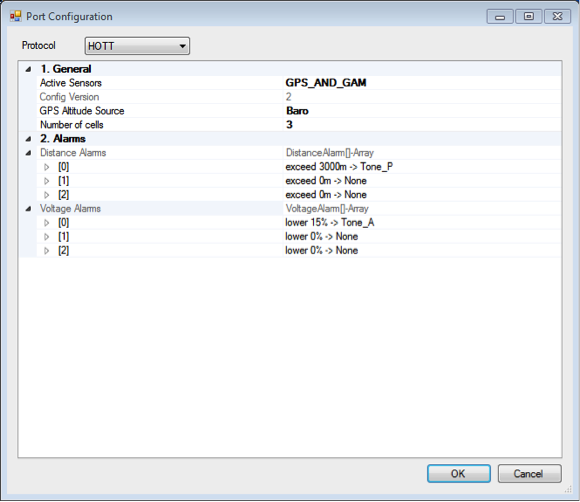 Port Configuration
Protocol HOTT
1. General
Active Sensors GPS_AND_GAM
Config Version 2
GPS Altitude Source Baro
Number of cells 3
2. Alarms
Distance Alarms DistanceAlarm[]-Array
[0] exceed 3000m -> Tone_P
[1] exceed 0m -> None
[2] exceed 0m -> None
Voltage Alarms VoltageAlarm[]-Array
[0] lower 15% -> Tone_A
[1] lower 0% -> None
[2] lower 0% -> None
OK Cancel